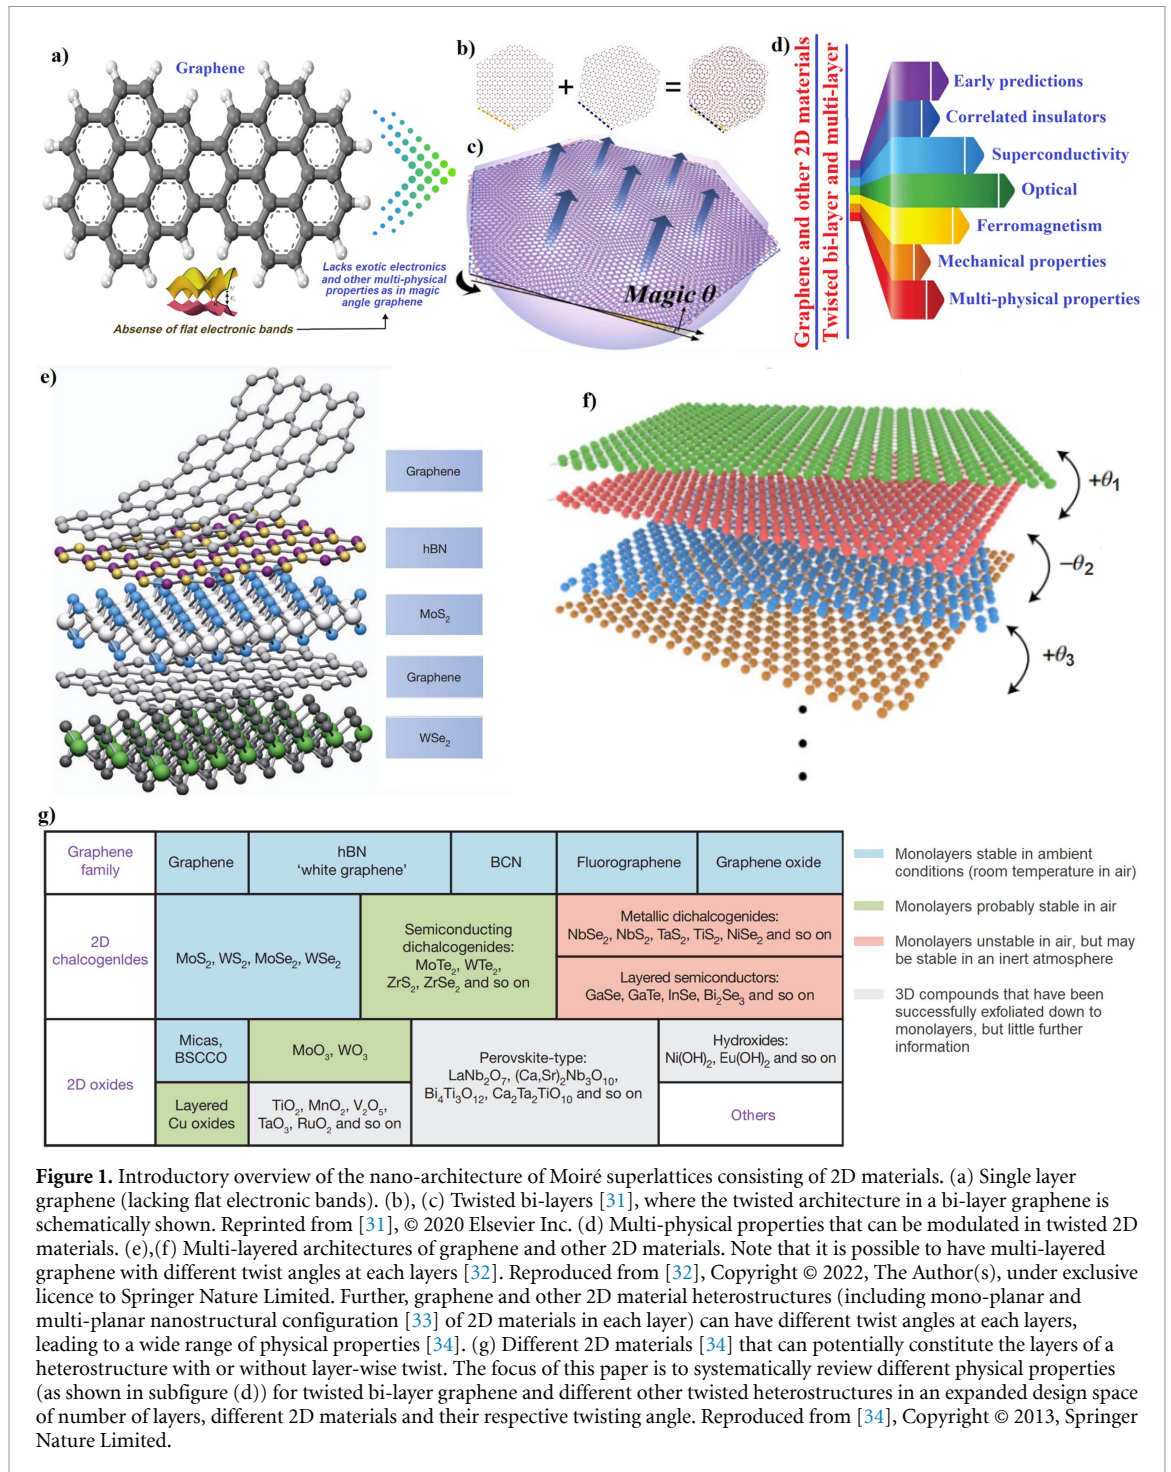 a)
Graphene
Lacks exotic electronics
and other multi-physical
properties as in magic
angle graphene
Absense of flat electronic bands
b)
+
=
c)
Magic θ
d)
Graphene and other 2D materials
Twisted bi-layer and multi-layer
Early predictions
Correlated insulators
Superconductivity
Optical
Ferromagnetism
Mechanical properties
Multi-physical properties
e)
Graphene
hBN
MoS₂
Graphene
WSe₂
f)
+θ₁
−θ₂
+θ₃
g)
Graphene
family
Graphene
hBN
'white graphene'
BCN
Fluorographene
Graphene oxide
2D
chalcogenIdes
MoS₂, WS₂, MoSe₂, WSe₂
Semiconducting
dichalcogenides:
MoTe₂, WTe₂,
ZrS₂, ZrSe₂ and so on
Metallic dichalcogenides:
NbSe₂, NbS₂, TaS₂, TiS₂, NiSe₂ and so on
Layered semiconductors:
GaSe, GaTe, InSe, Bi₂Se₃ and so on
2D oxides
Micas,
BSCCO
MoO₃, WO₃
Perovskite-type:
LaNb₂O₇, (Ca,Sr)₂Nb₃O₁₀,
Bi₄Ti₃O₁₂, Ca₂Ta₂TiO₁₀ and so on
Hydroxides:
Ni(OH)₂, Eu(OH)₂ and so on
Layered
Cu oxides
TiO₂, MnO₂, V₂O₅,
TaO₃, RuO₂ and so on
Others
Monolayers stable in ambient
conditions (room temperature in air)
Monolayers probably stable in air
Monolayers unstable in air, but may
be stable in an inert atmosphere
3D compounds that have been
successfully exfoliated down to
monolayers, but little further
information
Figure 1. Introductory overview of the nano-architecture of Moiré superlattices consisting of 2D materials. (a) Single layer
graphene (lacking flat electronic bands). (b), (c) Twisted bi-layers [31], where the twisted architecture in a bi-layer graphene is
schematically shown. Reprinted from [31], © 2020 Elsevier Inc. (d) Multi-physical properties that can be modulated in twisted 2D
materials. (e),(f) Multi-layered architectures of graphene and other 2D materials. Note that it is possible to have multi-layered
graphene with different twist angles at each layers [32]. Reproduced from [32], Copyright © 2022, The Author(s), under exclusive
licence to Springer Nature Limited. Further, graphene and other 2D material heterostructures (including mono-planar and
multi-planar nanostructural configuration [33] of 2D materials in each layer) can have different twist angles at each layers,
leading to a wide range of physical properties [34]. (g) Different 2D materials [34] that can potentially constitute the layers of a
heterostructure with or without layer-wise twist. The focus of this paper is to systematically review different physical properties
(as shown in subfigure (d)) for twisted bi-layer graphene and different other twisted heterostructures in an expanded design space
of number of layers, different 2D materials and their respective twisting angle. Reproduced from [34], Copyright © 2013, Springer
Nature Limited.